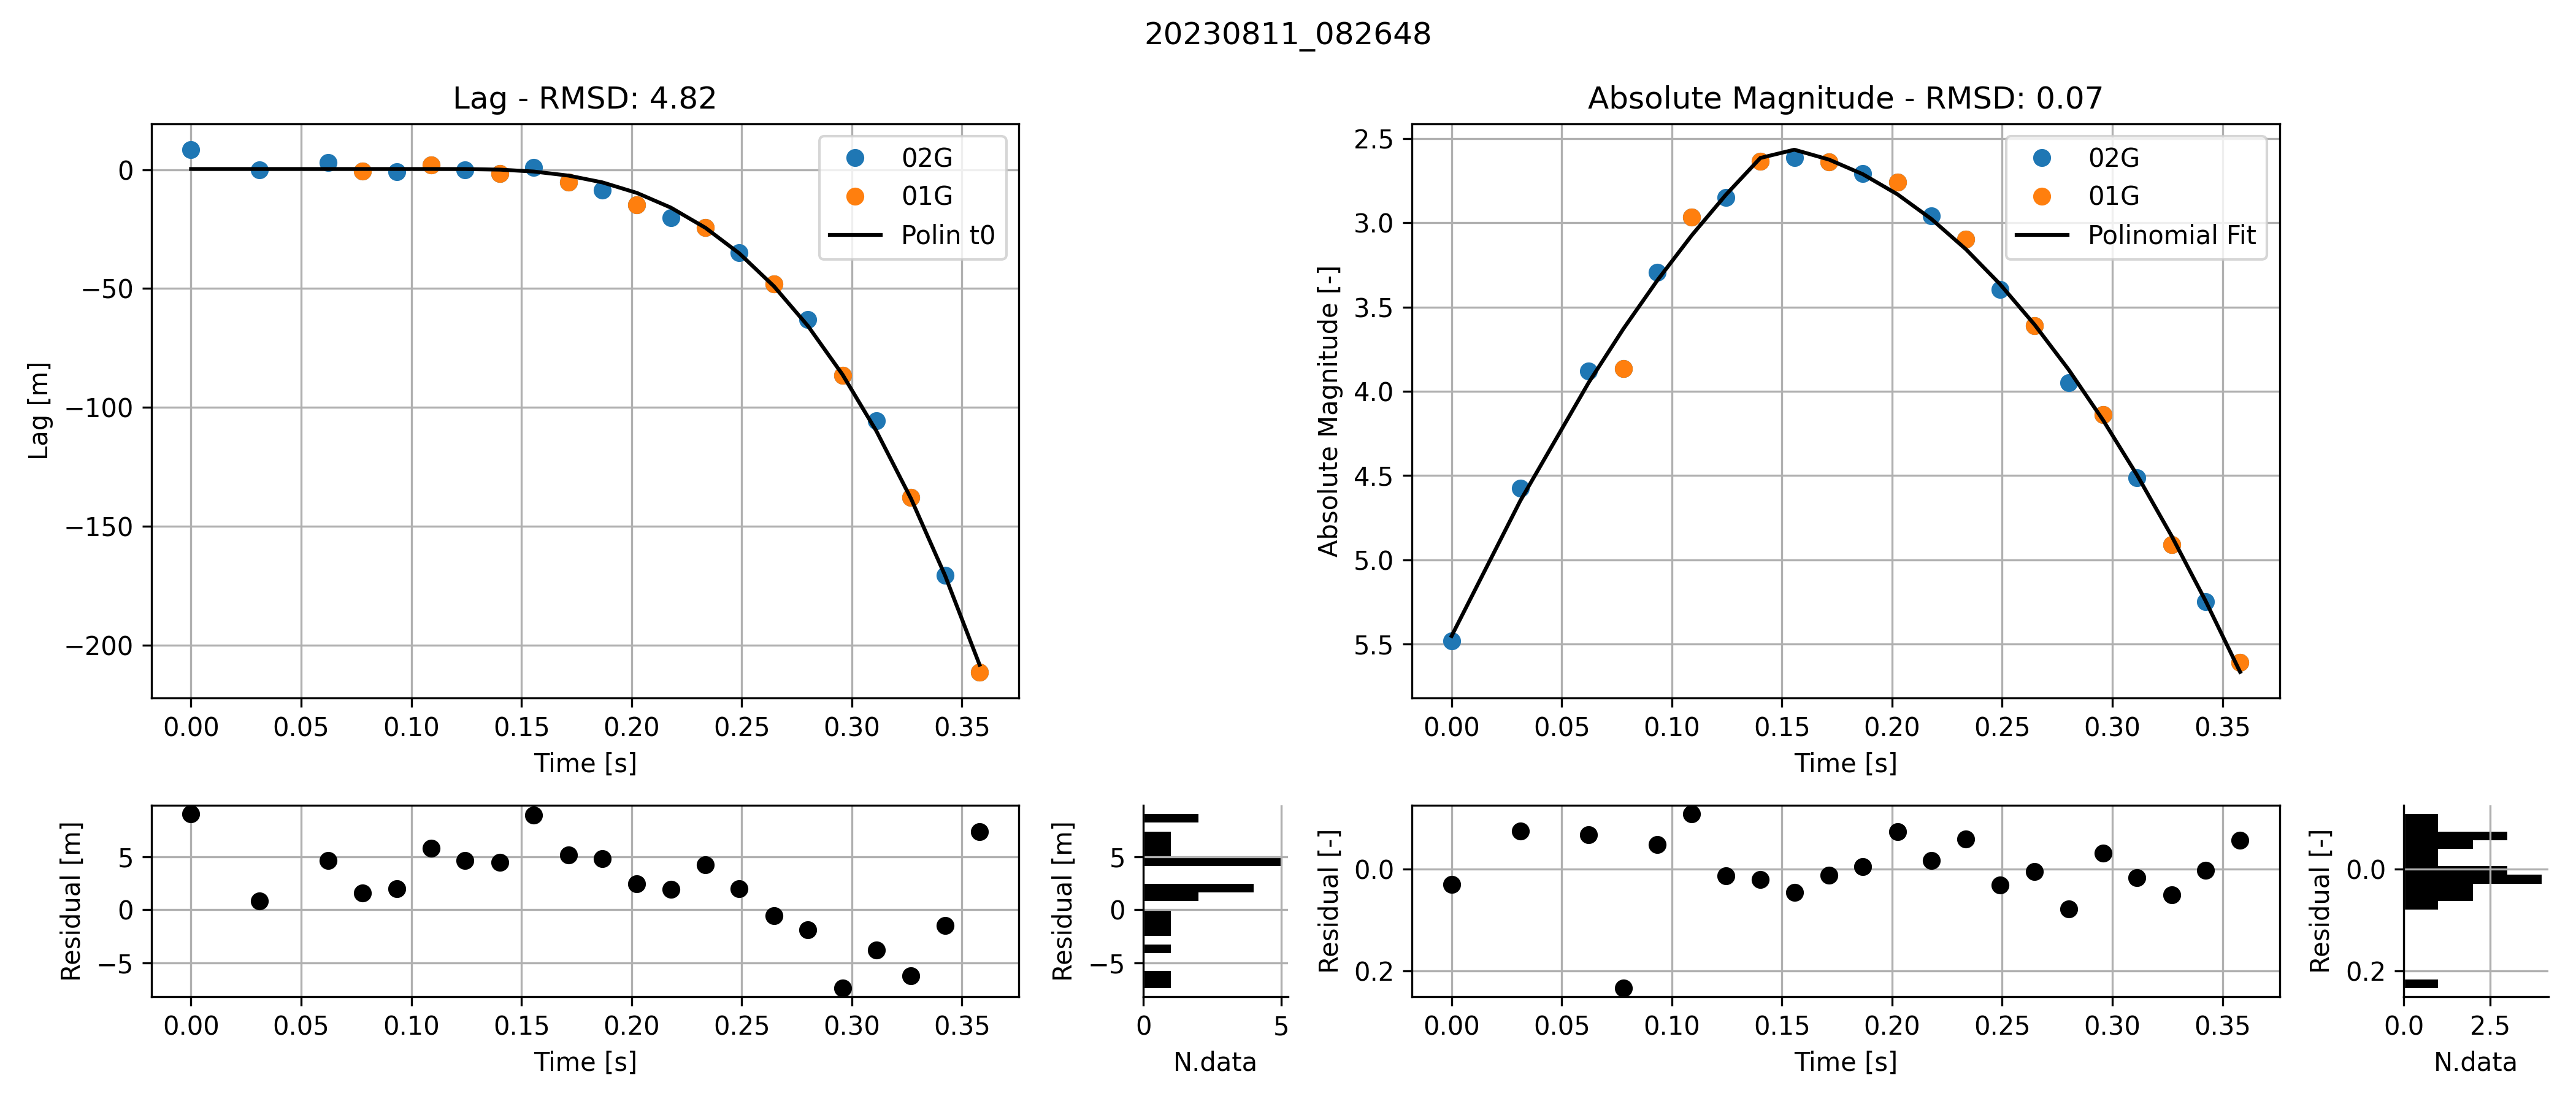 20230811_082648
Lag - RMSD: 4.82
Lag [m]
0
−50
−100
−150
−200
02G
01G
Polin t0
0.00 0.05 0.10 0.15 0.20 0.25 0.30 0.35
Time [s]
Absolute Magnitude - RMSD: 0.07
Absolute Magnitude [-]
2.5
3.0
3.5
4.0
4.5
5.0
5.5
02G
01G
Polinomial Fit
0.00 0.05 0.10 0.15 0.20 0.25 0.30 0.35
Time [s]
Residual [m]
5
0
−5
0.00 0.05 0.10 0.15 0.20 0.25 0.30 0.35
Time [s]
Residual [m]
5
0
−5
0 5
N.data
Residual [-]
0.0
0.2
0.00 0.05 0.10 0.15 0.20 0.25 0.30 0.35
Time [s]
Residual [-]
0.0
0.2
0.0 2.5
N.data